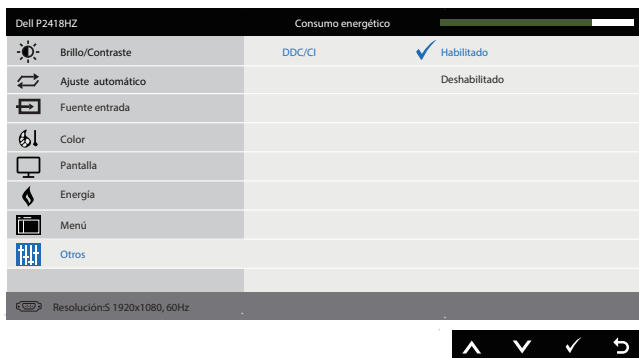 Dell P2418HZ Consumo energético
Brillo/Contraste DDC/CI Habilitado
Ajuste automático Deshabilitado
Fuente entrada
Color
Pantalla
Energía
Menú
Otros
Resolución:S 1920x1080, 60Hz